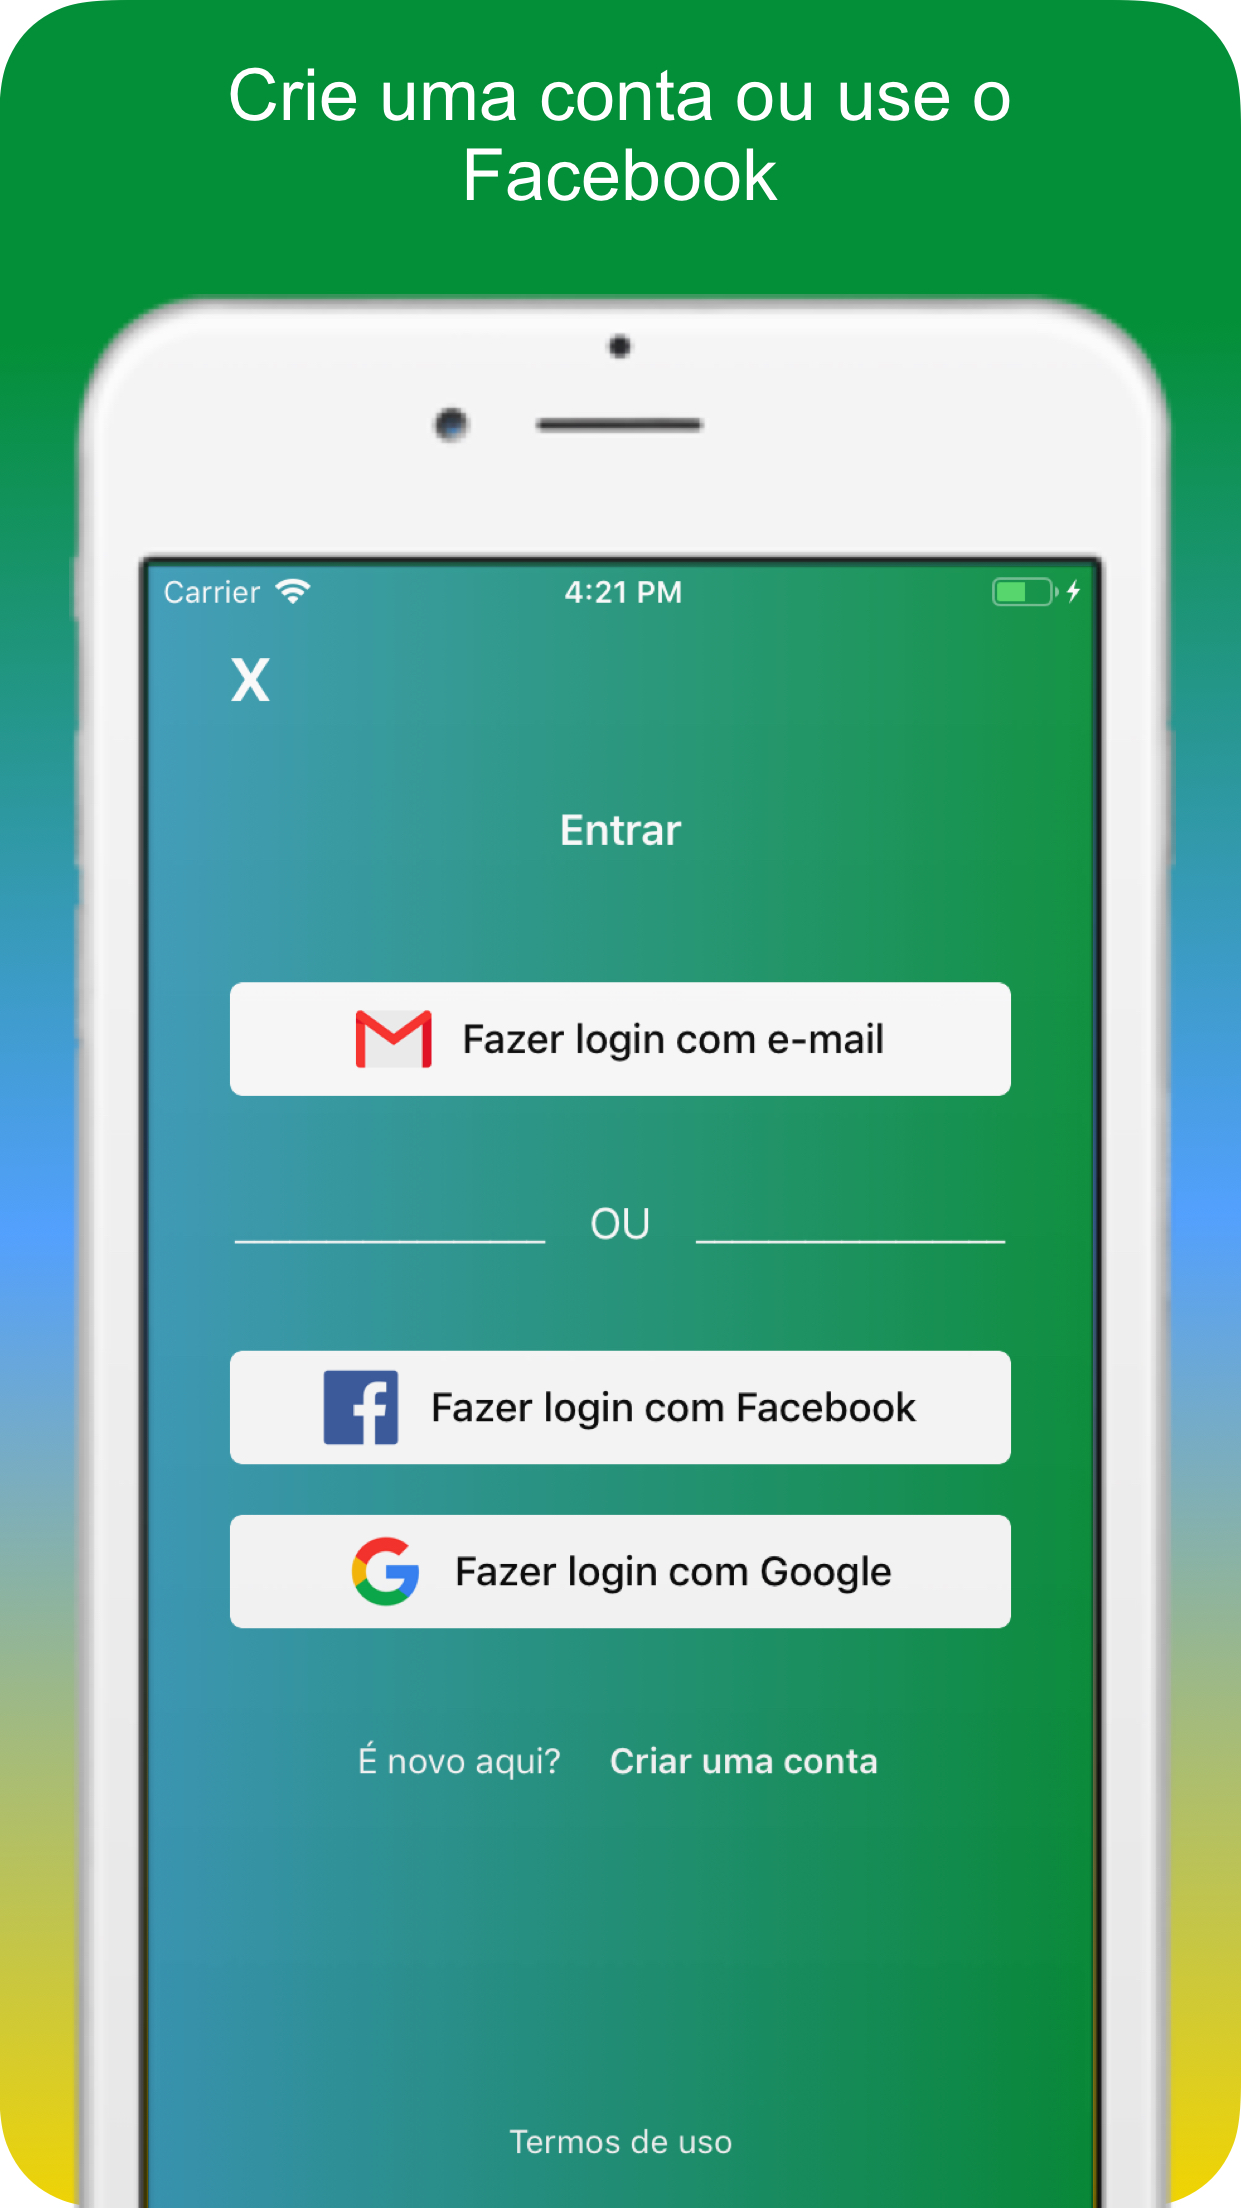 Crie uma conta ou use o
Facebook
Carrier
4:21 PM
X
Entrar
Fazer login com e-mail
OU
Fazer login com Facebook
Fazer login com Google
É novo aqui? Criar uma conta
Termos de uso